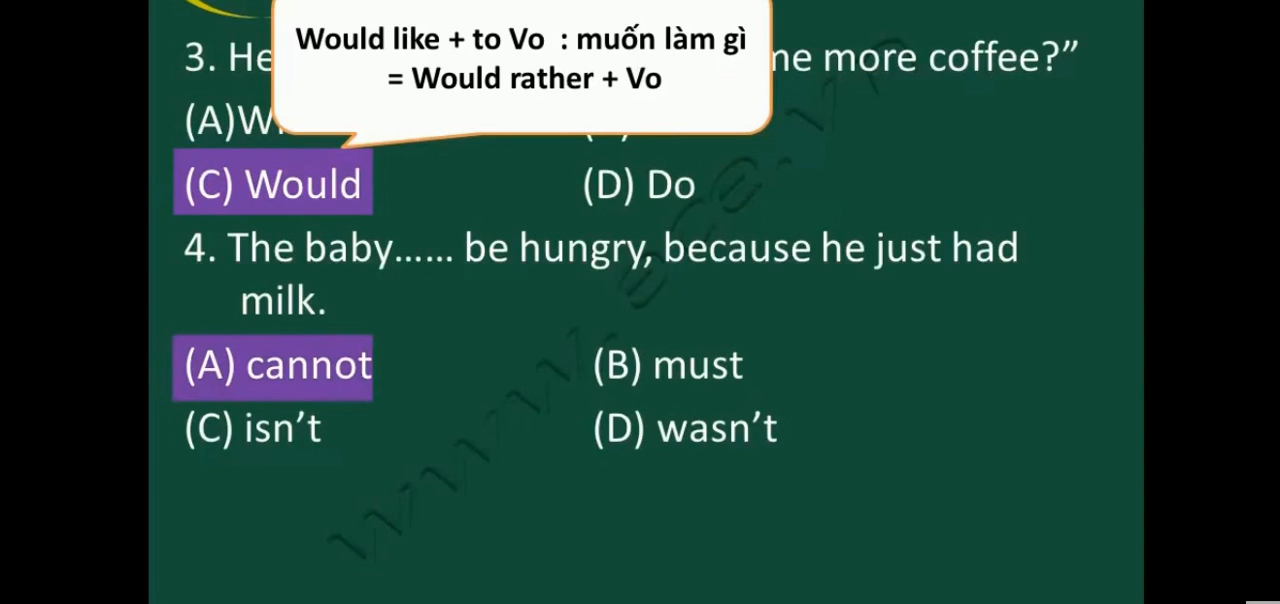 Would like + to Vo : muốn làm gì
= Would rather + Vo
3. He me more coffee?”
(A)W
(C) Would (D) Do
4. The baby...... be hungry, because he just had
milk.
(A) cannot (B) must
(C) isn’t (D) wasn’t